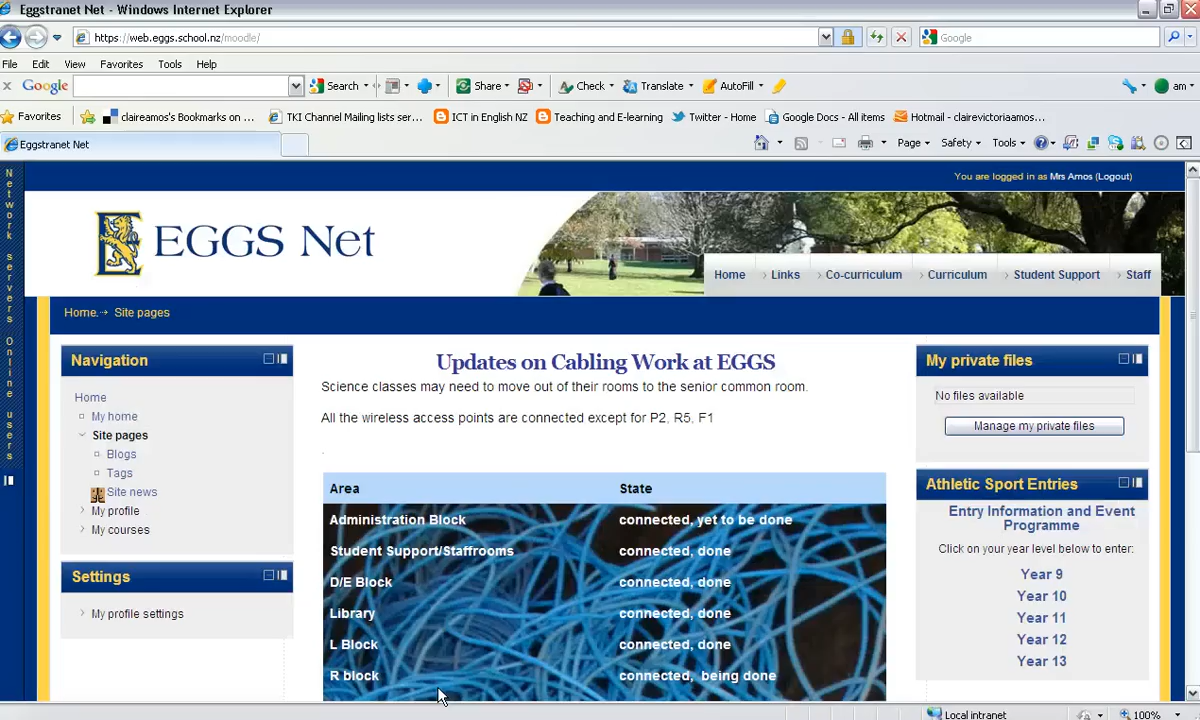 Eggstranet Net - Windows Internet Explorer
https://web.eggs.school.nz/moodle/
Google
File Edit View Favorites Tools Help
x Google Search Share Check Translate AutoFill am
Favorites claireamos's Bookmarks on ... TKI Channel Mailing lists ser... ICT in English NZ Teaching and E-learning Twitter - Home Google Docs - All items Hotmail - clairevictoriaamos...
Eggstranet Net
Page Safety Tools
Network servers Online users
You are logged in as Mrs Amos (Logout)
EGGS Net
Home Links Co-curriculum Curriculum Student Support Staff
Home Site pages
Navigation
Home
My home
Site pages
Blogs
Tags
Site news
My profile
My courses
Settings
My profile settings
Updates on Cabling Work at EGGS
Science classes may need to move out of their rooms to the senior common room.
All the wireless access points are connected except for P2, R5, F1
.
Area State
Administration Block connected, yet to be done
Student Support/Staffrooms connected, done
D/E Block connected, done
Library connected, done
L Block connected, done
R block connected, being done
My private files
No files available
Manage my private files
Athletic Sport Entries
Entry Information and Event
Programme
Click on your year level below to enter:
Year 9
Year 10
Year 11
Year 12
Year 13
Local intranet 100%